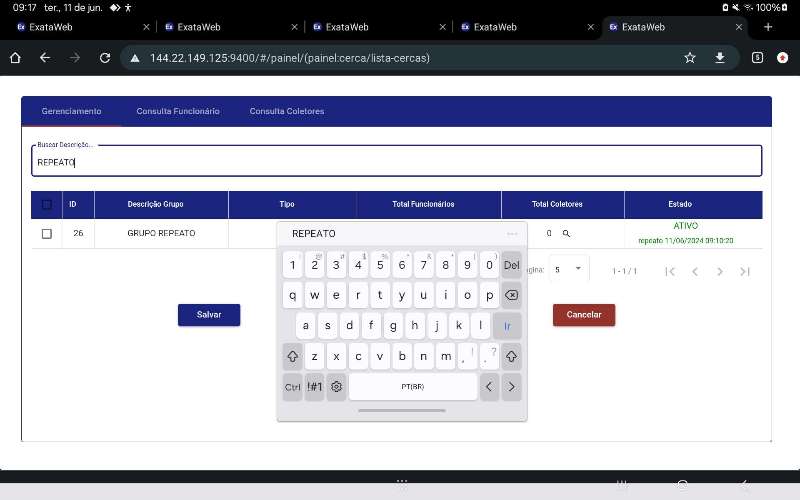 09:17 ter., 11 de jun. 100%
ExataWeb
ExataWeb
ExataWeb
ExataWeb
ExataWeb
144.22.149.125:9400/#/painel/(painel:cerca/lista-cercas)
5
Gerenciamento Consulta Funcionário Consulta Coletores
Buscar Descrição...
REPEATO
ID Descrição Grupo Tipo Total Funcionários Total Coletores Estado
26 GRUPO REPEATO 0 ATIVO
repeato 11/06/2024 09:10:20
5 1 - 1 / 1
Salvar
Cancelar
REPEATO
1 2 3 4 5 6 7 8 9 0 Del
q w e r t y u i o p
a s d f g h j k l Ir
z x c v b n m , ! . ?
Ctrl !#1 PT(BR)